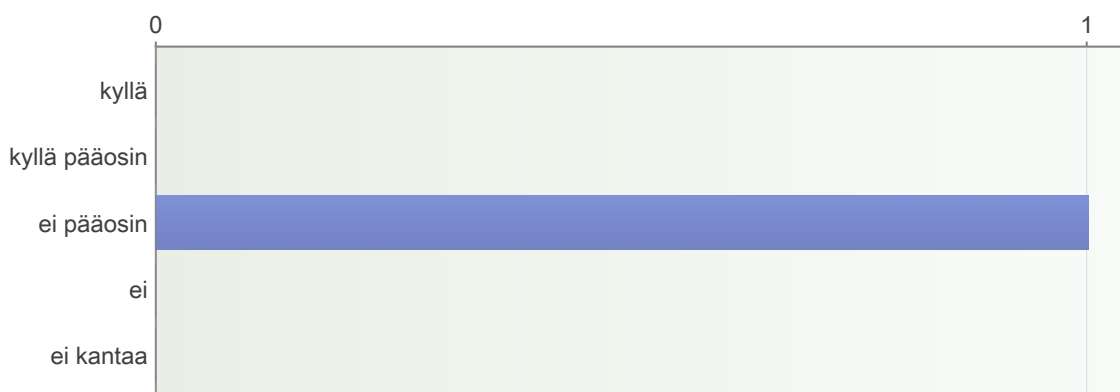 0 1
kyllä
kyllä pääosin
ei pääosin
ei
ei kantaa